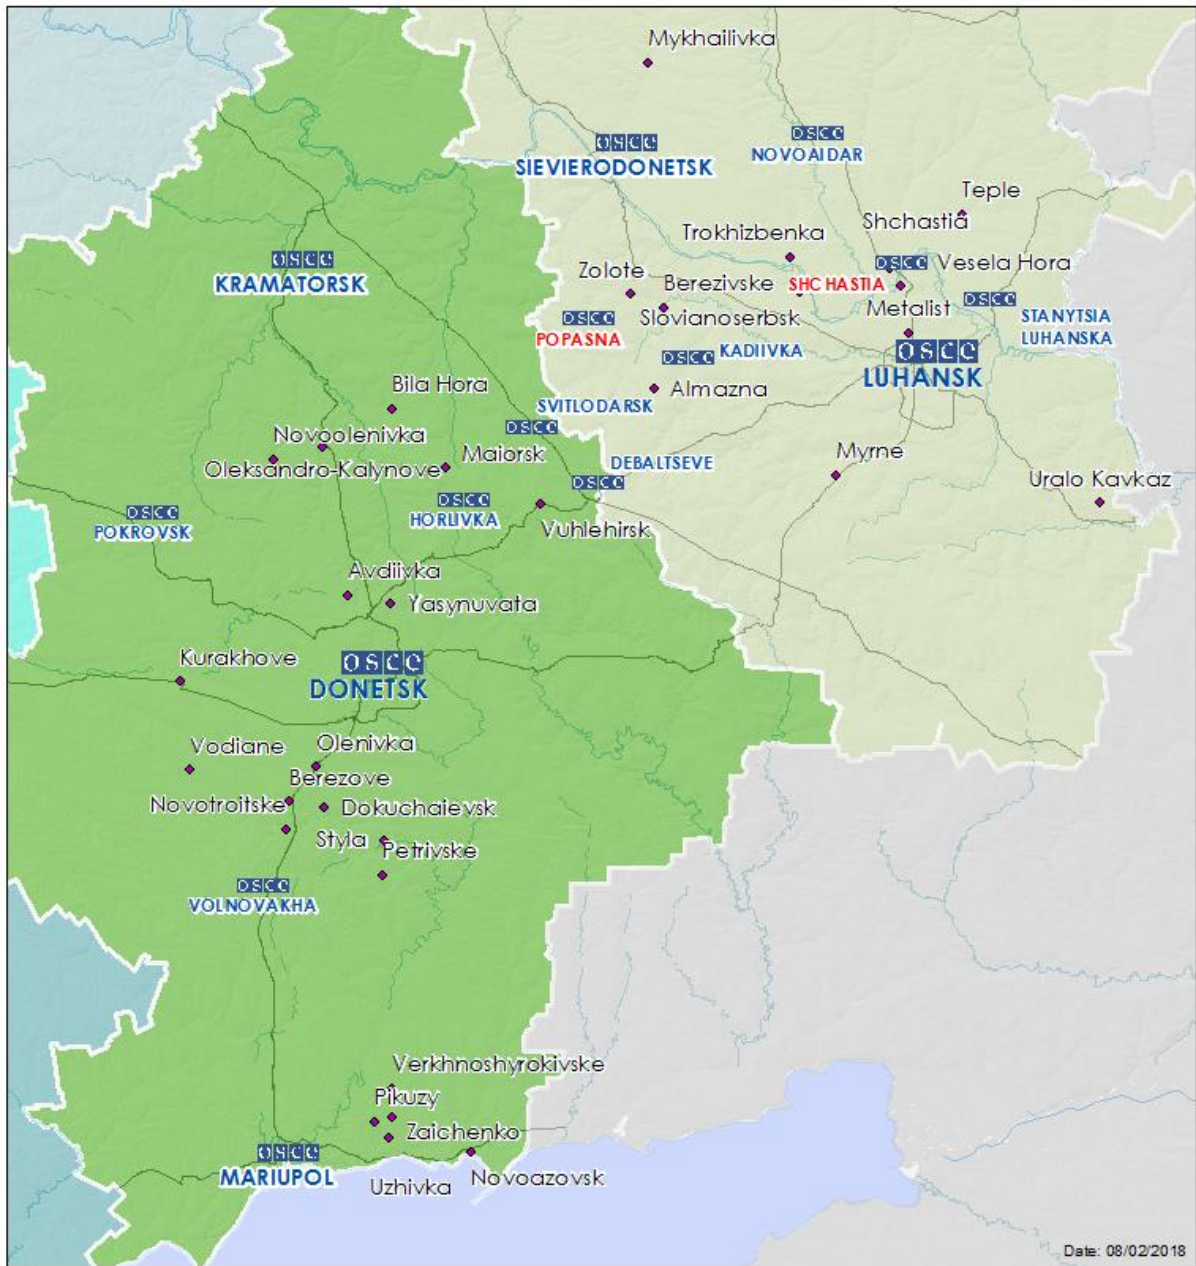 Mykhailivka
OSCE
NOVOAIDAR
OSCE
SIEVIERODONETSK
Teple
Shchastia
Trokhizbenka
OSCE
KRAMATORSK
Zolote
Berezivske
OSCE
SHCHASTIA
Vesela Hora
OSCE
STANYTSIA
LUHANSKA
Slovianoserbsk
Metalist
OSCE
POPASNA
OSCE
KADIIVKA
OSCE
LUHANSK
Bila Hora
SVITLODARSK
OSCE
Almazna
Novoolenivka
Oleksandro-Kalynove
Maiorsk
DEBALTSEVE
OSCE
Myrne
Uralo Kavkaz
OSCE
POKROVSK
OSCE
HORLIVKA
Vuhlehirsk
Avdiivka
Yasynuvata
Kurakhove
OSCE
DONETSK
Vodiane
Olenivka
Berezove
Novotroitske
Dokuchaievsk
Styla
Petrivske
OSCE
VOLNOVAKHA
Verkhnoshyrokivske
Pikuzy
Zaichenko
OSCE
MARIUPOL
Uzhivka
Novoazovsk
Date: 08/02/2018